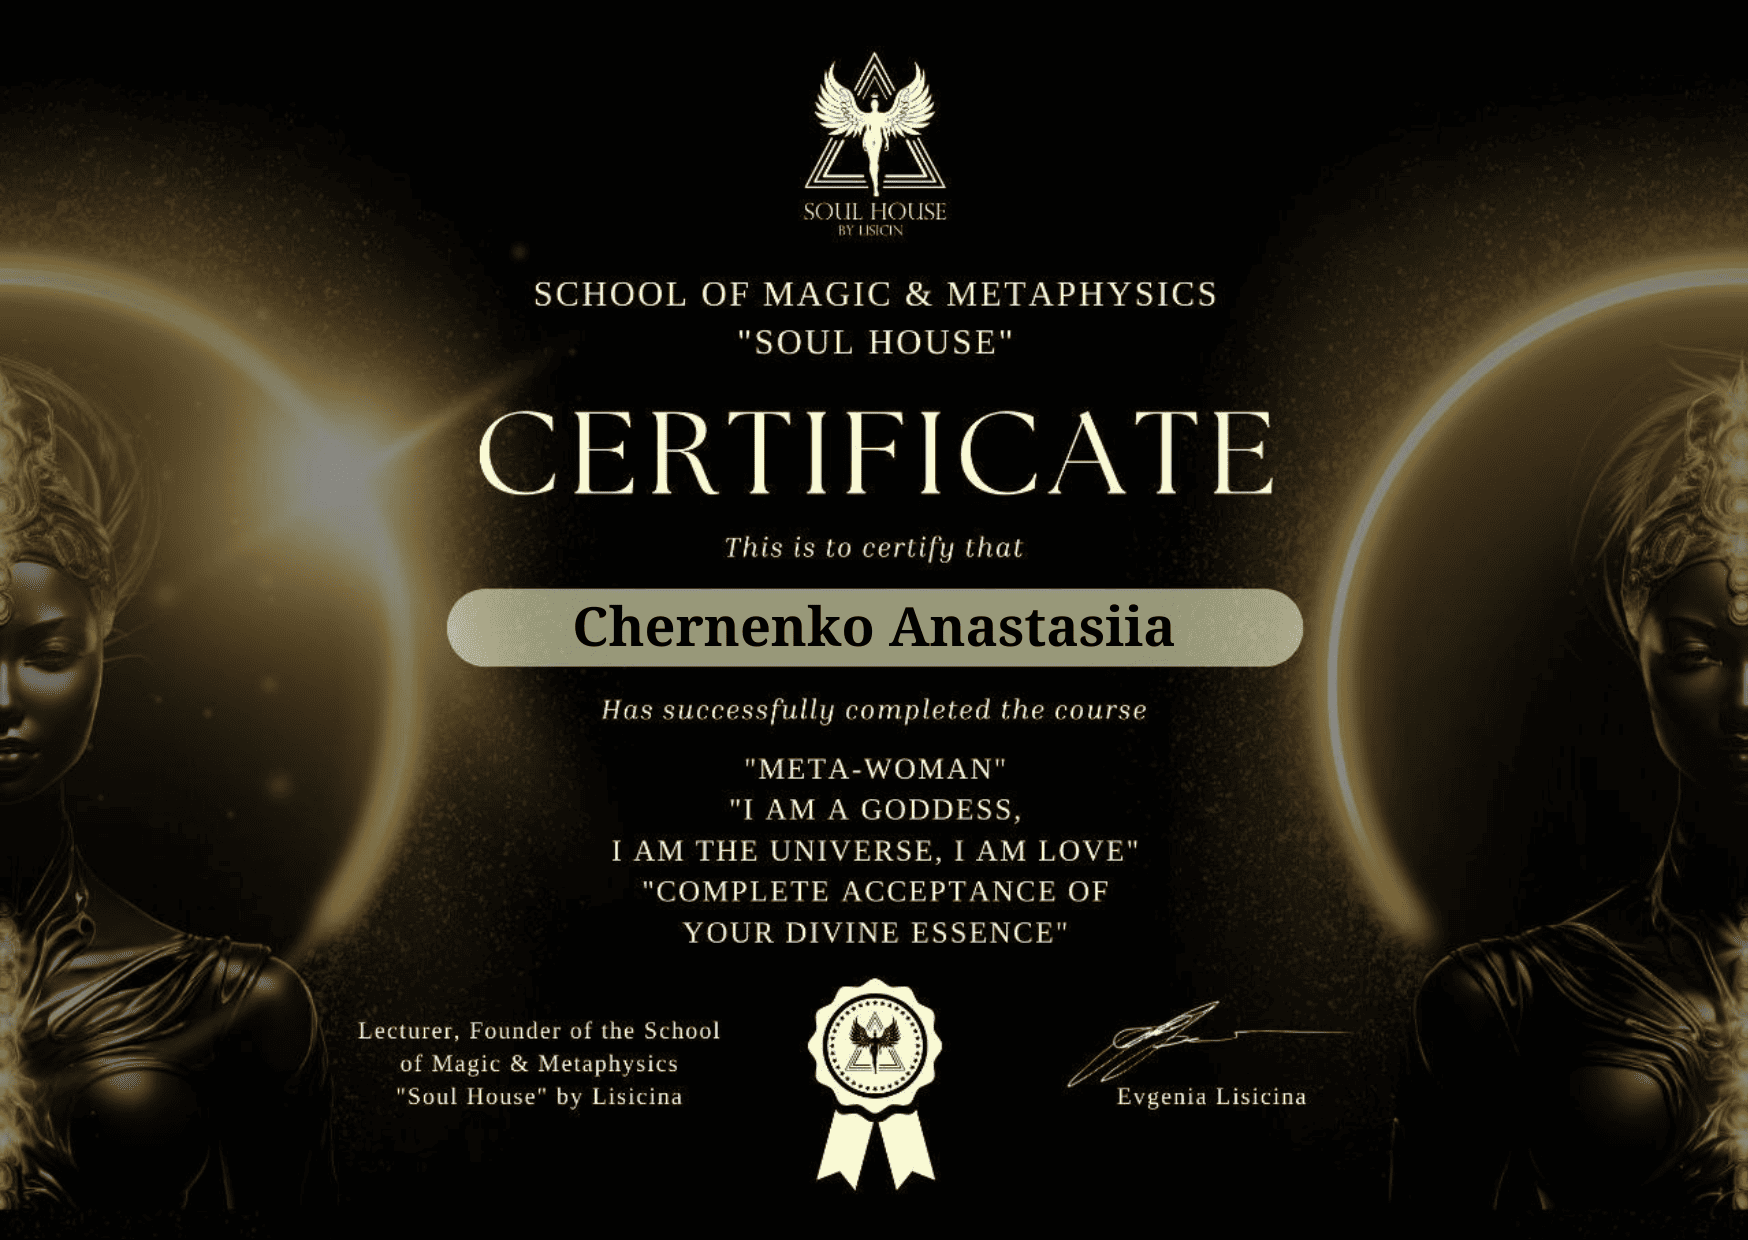 SOUL HOUSE
BY LISICIN
SCHOOL OF MAGIC & METAPHYSICS
"SOUL HOUSE"
CERTIFICATE
This is to certify that
Chernenko Anastasiia
Has successfully completed the course
"META-WOMAN"
"I AM A GODDESS,
I AM THE UNIVERSE, I AM LOVE"
"COMPLETE ACCEPTANCE OF
YOUR DIVINE ESSENCE"
Lecturer, Founder of the School
of Magic & Metaphysics
"Soul House" by Lisicina
Evgenia Lisicina